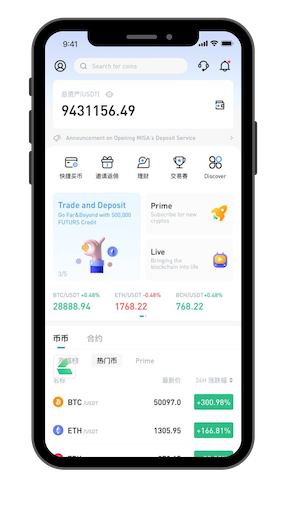 9:41
Search for coins
总资产(USDT)
9431156.49
Announcement on Opening MISA's Deposit Service
快捷买币 邀请返佣 理财 交易赛 Discover
Trade and Deposit
Go Far&Beyond with 500,000
FUTURS Credit
3/5
Prime
Subscribe for new
cryptos
Live
Bringing the
blockchain into life
BTC/USDT +0.48% ETH/USDT -0.48% BCH/USDT +0.48%
28888.94 1768.22 768.22
币币 合约
热门币 Prime
名称 最新价 24H 涨跌幅
BTC /USDT 50097.0 +300.98%
ETH /USDT 1305.95 +166.81%